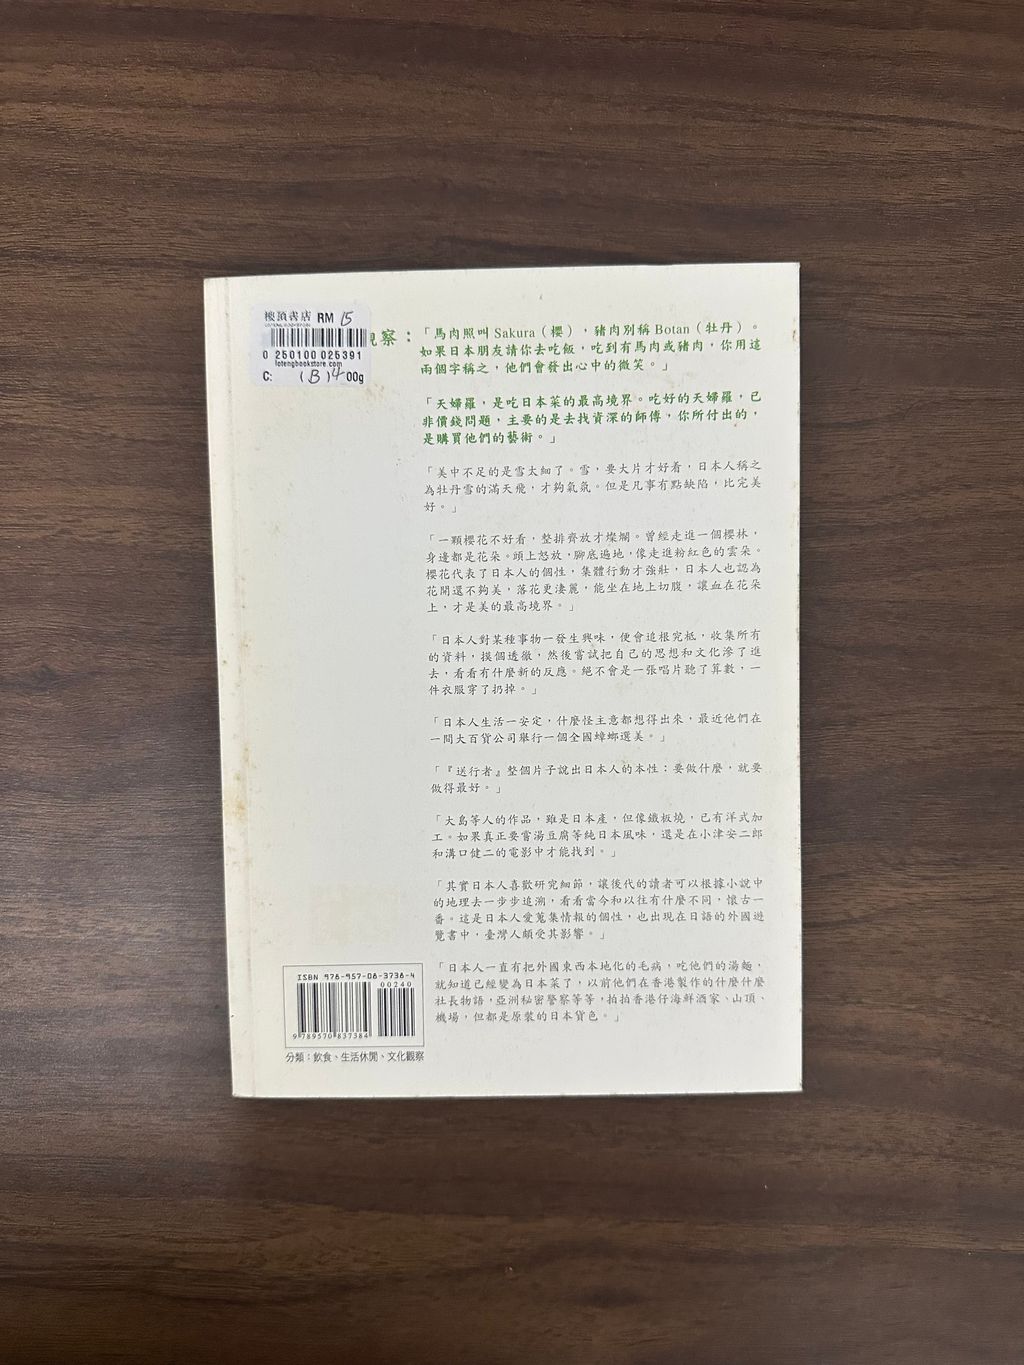 樓頂書店 RM 15
0 250100 025391
lotengbookstore.com
C: (B)4 00g
觀察：
「馬肉照叫Sakura（櫻），豬肉別稱Botan（牡丹）。
如果日本朋友請你去吃飯，吃到有馬肉或豬肉，你用這
兩個字稱之，他們會發出心中的微笑。」
「天婦羅，是吃日本菜的最高境界。吃好的天婦羅，已
非價錢問題，主要的是去找資深的師傅，你所付出的，
是購買他們的藝術。」
「美中不足的是雪太細了。雪，要大片才好看，日本人稱之
為牡丹雪的滿天飛，才夠氣氛。但是凡事有點缺陷，比完美
好。」
「一顆櫻花不好看，整排齊放才燦爛。曾經走進一個櫻林，
身邊都是花朵。頭上怒放，腳底遍地，像走進粉紅色的雲朵。
櫻花代表了日本人的個性，集體行動才強壯，日本人也認為
花開還不夠美，落花更淒麗，能坐在地上切腹，讓血在花朵
上，才是美的最高境界。」
「日本人對某種事物一發生興味，便會追根究柢，收集所有
的資料，摸個透徹，然後嘗試把自己的思想和文化滲了進
去，看看有什麼新的反應。絕不會是一張唱片聽了算數，一
件衣服穿了扔掉。」
「日本人生活一安定，什麼怪主意都想得出來，最近他們在
一間大百貨公司舉行一個全國蟑螂選美。」
「『送行者』整個片子說出日本人的本性：要做什麼，就要
做得最好。」
「大島等人的作品，雖是日本產，但像鐵板燒，已有洋式加
工。如果真正要嘗湯豆腐等純日本風味，還是在小津安二郎
和溝口健二的電影中才能找到。」
「其實日本人喜歡研究細節，讓後代的讀者可以根據小說中
的地理去一步步追溯，看看當今和以往有什麼不同，懷古一
番。這是日本人愛蒐集情報的個性，也出現在日語的外國遊
覽書中，臺灣人頗受其影響。」
「日本人一直有把外國東西本地化的毛病，吃他們的湯麵，
就知道已經變為日本菜了，以前他們在香港製作的什麼什麼
社長物語，亞洲秘密警察等等，拍拍香港仔海鮮酒家、山頂、
機場，但都是原裝的日本貨色。」
ISBN 978-957-08-3738-4
00240
9 789570 837384
分類：飲食、生活休閒、文化觀察